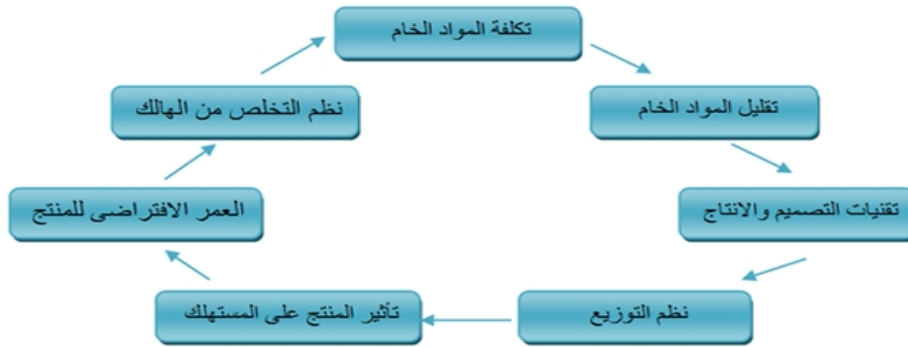 تكلفة المواد الخام
تقليل المواد الخام
تقنيات التصميم والانتاج
نظم التوزيع
تأثير المنتج على المستهلك
العمر الافتراضى للمنتج
نظم التخلص من الهالك